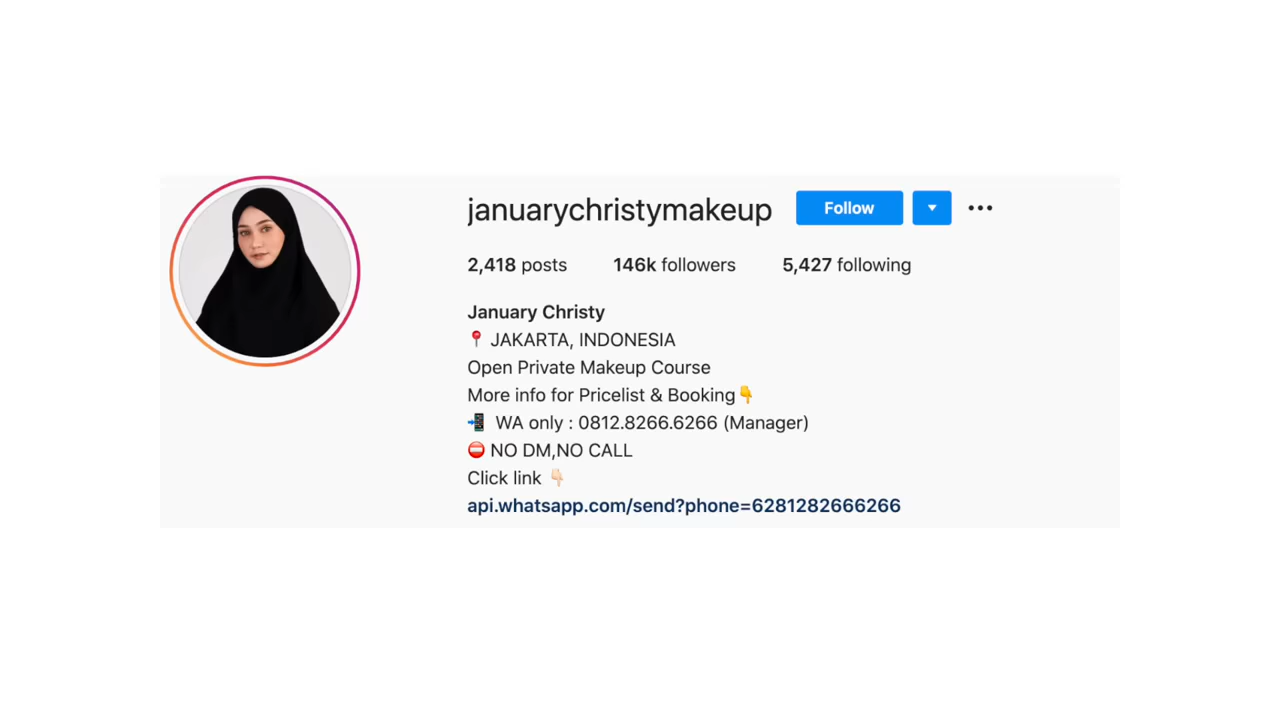 januarychristymakeup Follow
2,418 posts 146k followers 5,427 following
January Christy
📍 JAKARTA, INDONESIA
Open Private Makeup Course
More info for Pricelist & Booking👇
📲 WA only : 0812.8266.6266 (Manager)
⛔ NO DM,NO CALL
Click link 👇🏻
api.whatsapp.com/send?phone=6281282666266